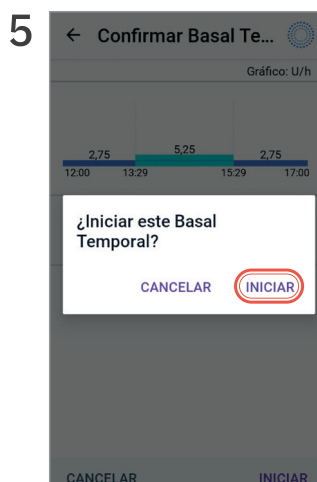 5
← Confirmar Basal Te...
Gráfico: U/h
2,75 5,25 2,75
12:00 13:29 15:29 17:00
¿Iniciar este Basal
Temporal?
CANCELAR INICIAR
CANCELAR INICIAR